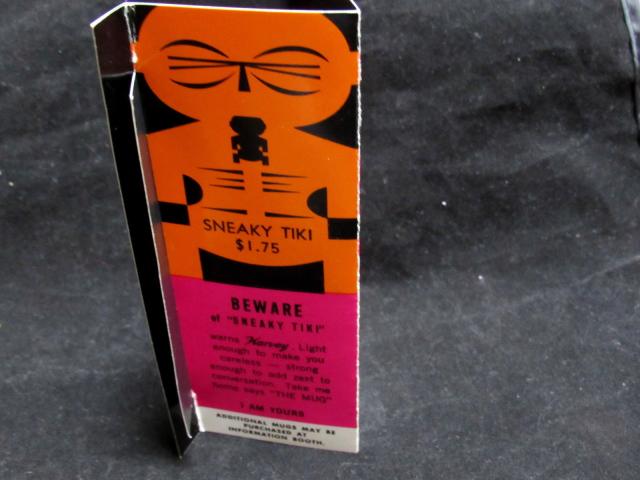 SNEAKY TIKI
$1.75
BEWARE
of "SNEAKY TIKI"
warns Harvey. Light
enough to make you
careless — strong
enough to add zest to
conversation. Take me
home says "THE MUG"
I AM YOURS
ADDITIONAL MUGS MAY BE
PURCHASED AT
INFORMATION BOOTH.